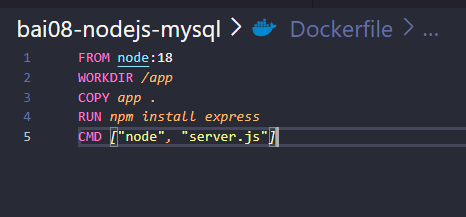 bai08-nodejs-mysql > Dockerfile > ...
1 FROM node:18
2 WORKDIR /app
3 COPY app .
4 RUN npm install express
5 CMD ["node", "server.js"]